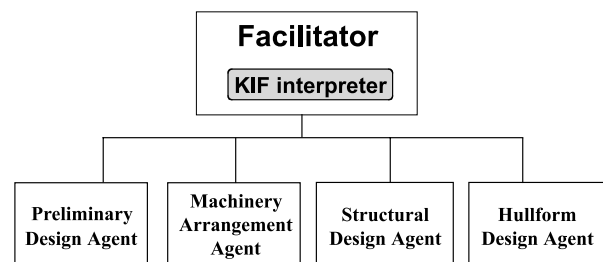 Facilitator
KIF interpreter
Preliminary
Design Agent
Machinery
Arrangement
Agent
Structural
Design Agent
Hullform
Design Agent